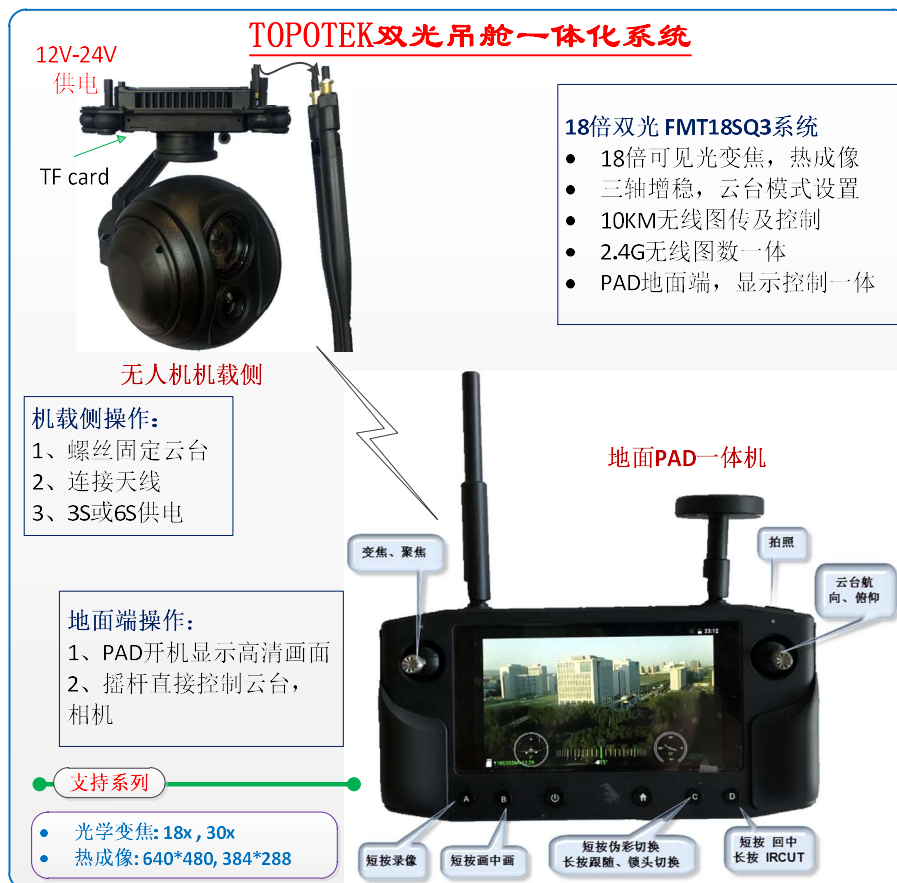 TOPOTEK双光吊舱一体化系统
12V-24V
供电
TF card
18倍双光 FMT18SQ3系统
• 18倍可见光变焦，热成像
• 三轴增稳，云台模式设置
• 10KM无线图传及控制
• 2.4G无线图数一体
• PAD地面端，显示控制一体
无人机机载侧
机载侧操作：
1、螺丝固定云台
2、连接天线
3、3S或6S供电
地面PAD一体机
变焦、聚焦
拍照
云台航
向、俯仰
地面端操作：
1、PAD开机显示高清画面
2、摇杆直接控制云台，
相机
23:12
A
B
C
D
支持系列
• 光学变焦: 18x , 30x
• 热成像: 640*480, 384*288
短按录像
短按画中画
短按伪彩切换
长按跟随、锁头切换
短按 回中
长按 IRCUT